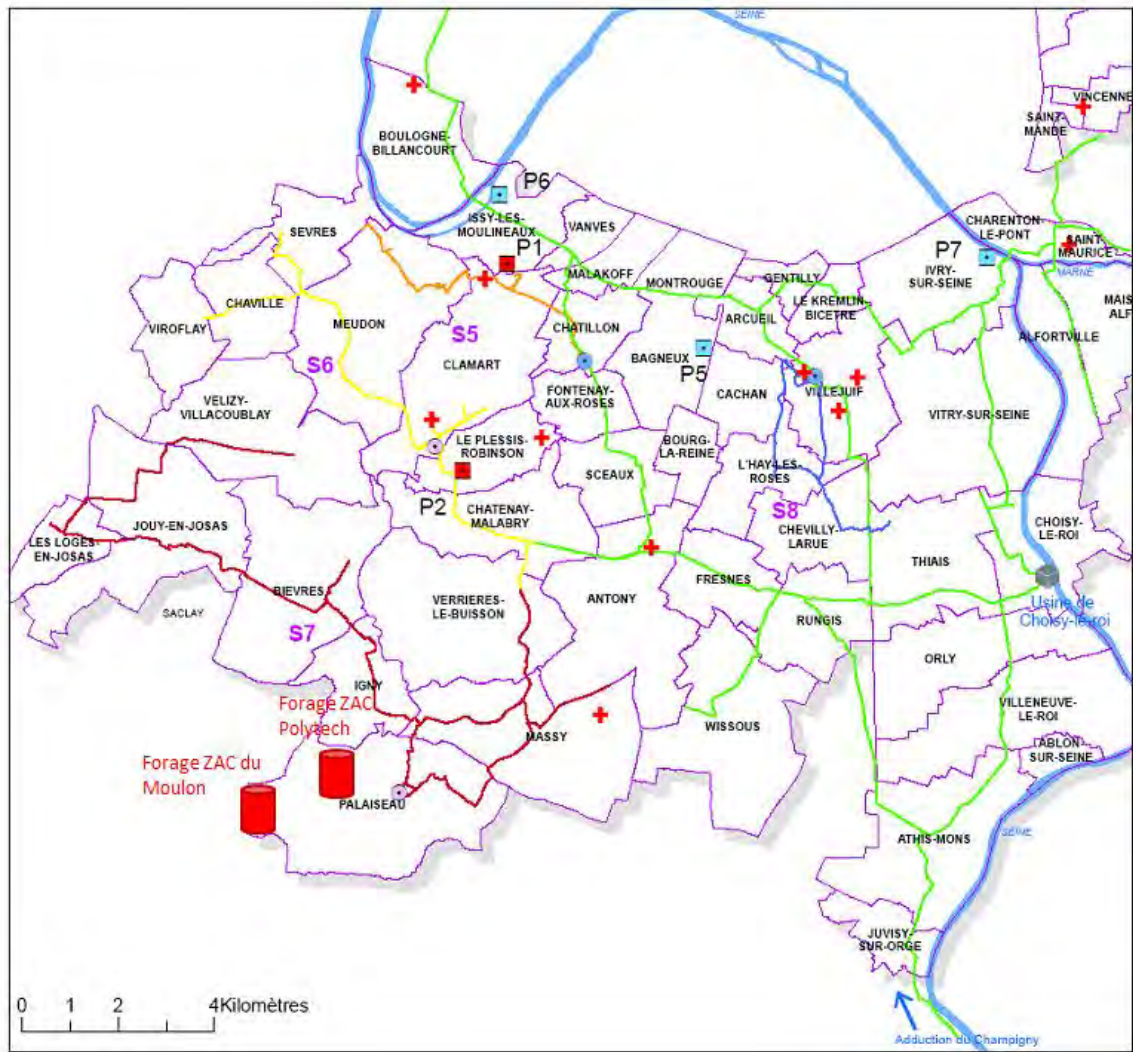 SEINE
VINCENNE
SAINT-
MANDE
BOULOGNE-
BILLANCOURT
P6
ISSY-LES-
MOULINEAUX
VANVES
CHARENTON-
LE-PONT
SEVRES
P1
P7
SAINT-
MAURICE
MARNE
MALAKOFF
MONTROUGE
GENTILLY
IVRY-
SUR-SEINE
MAIS
ALF
CHAVILLE
VIROFLAY
MEUDON
S5
CHATILLON
ARCUEIL
LE KREMLIN-
BICETRE
ALFORTVILLE
S6
CLAMART
BAGNEUX
P5
CACHAN
VILLEJUIF
VELIZY-
VILLACOUBLAY
FONTENAY-
AUX-ROSES
VITRY-SUR-SEINE
LE PLESSIS-
ROBINSON
BOURG-
LA-REINE
L'HAY-LES-
ROSES
SCEAUX
P2
CHATENAY-
MALABRY
S8
CHEVILLY-
LARUE
JOUY-EN-JOSAS
LES LOGES-
EN-JOSAS
CHOISY-
LE-ROI
THIAIS
BIEVRES
SACLAY
VERRIERES-
LE-BUISSON
ANTONY
FRESNES
Usine de
Choisy-le-roi
S7
RUNGIS
ORLY
IGNY
Forage ZAC
Polytech
VILLENEUVE-
LE-ROI
MASSY
WISSOUS
ABLON-
SUR-SEINE
Forage ZAC du
Moulon
PALAISEAU
SEINE
ATHIS-MONS
JUVISY-
SUR-ORGE
0 1 2 4 Kilomètres
Adduction du Champigny